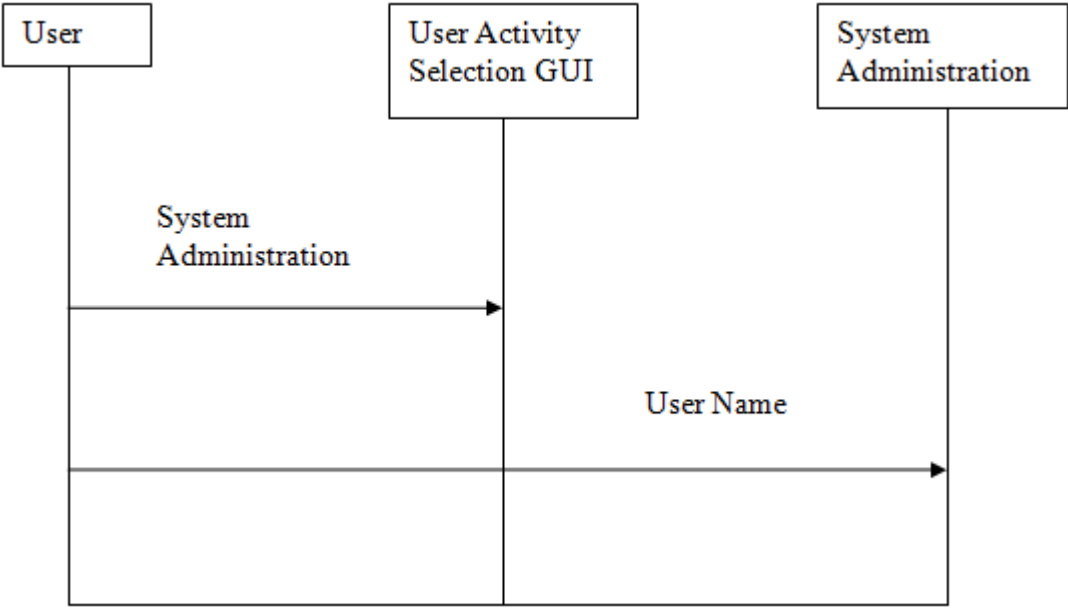 User
User Activity
Selection GUI
System
Administration
System
Administration
User Name